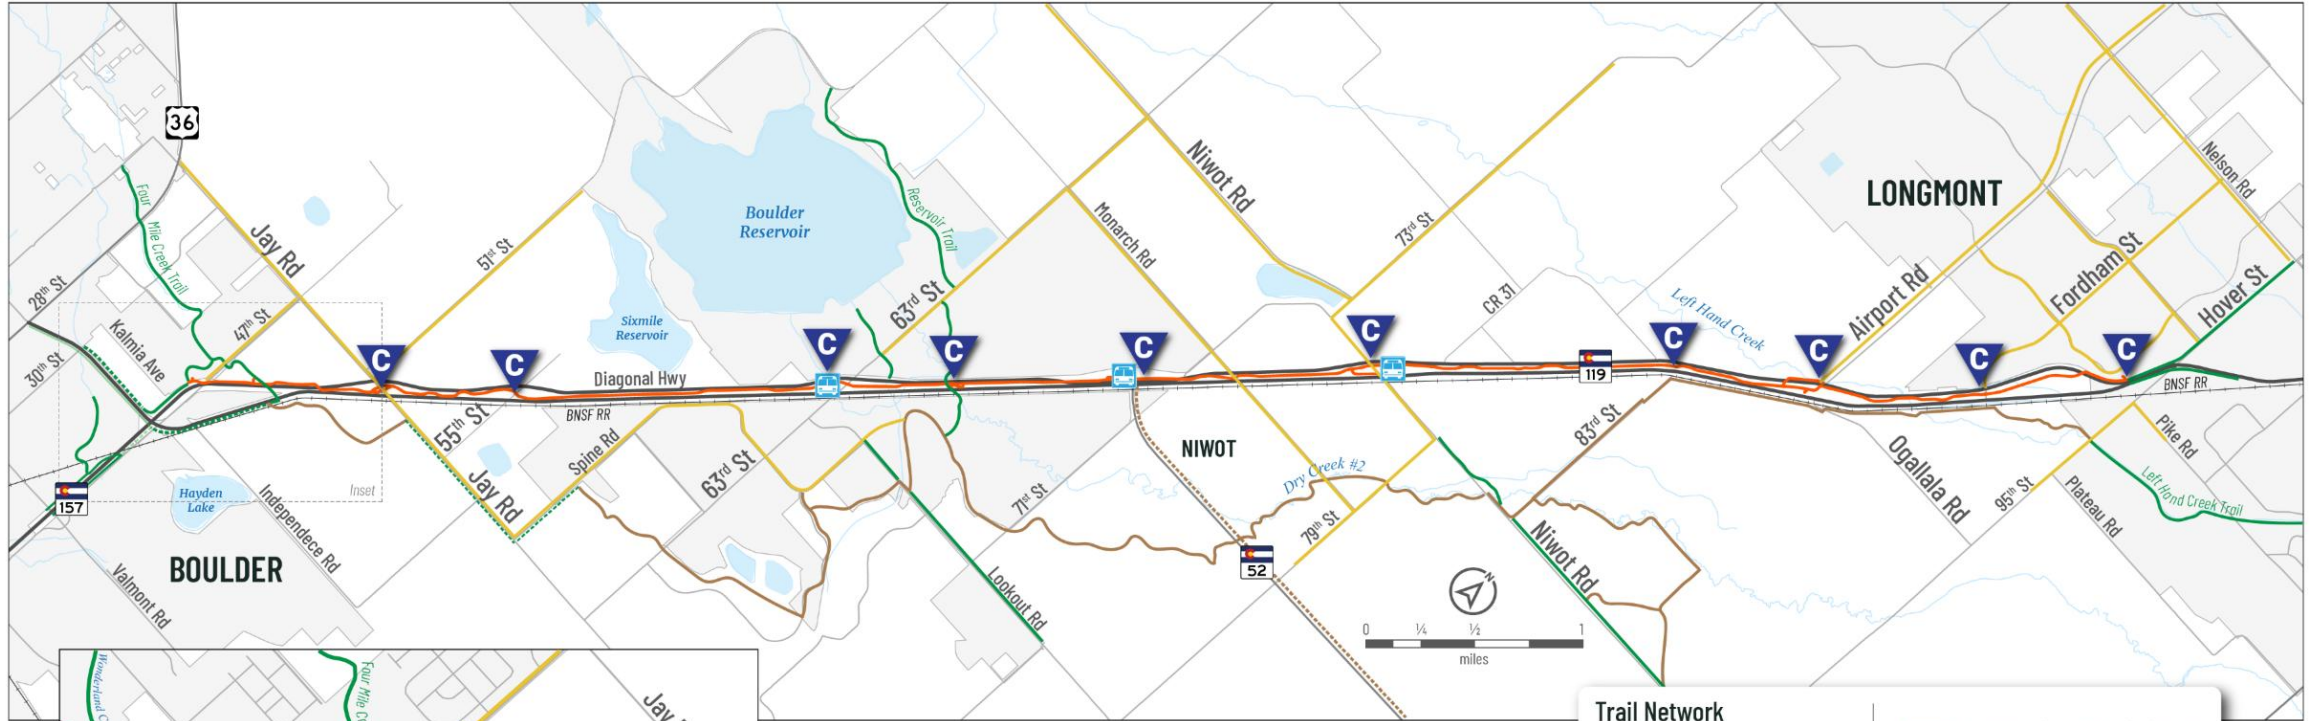 36
Four
Mile Creek Trail
Jay Rd
28th St
Kalmia Ave
30th St
47th St
51st St
Sixmile
Reservoir
Boulder
Reservoir
Reservoir Trail
63rd St
Monarch Rd
Niwot Rd
73rd St
CR 31
Left Hand Creek
LONGMONT
Airport Rd
Fordham St
Nelson Rd
Hover St
C
C
C
C
C
C
C
C
C
C
Diagonal Hwy
BNSF RR
119
BNSF RR
55th St
Jay Rd
Spine Rd
63rd St
NIWOT
Dry Creek #2
71st St
79th St
83rd St
Ogallala Rd
95th St
Pike Rd
Plateau Rd
Left Hand Creek Trail
157
Hayden
Lake
Inset
Independece Rd
BOULDER
Valmont Rd
Lookout Rd
52
Niwot Rd
N
0 ¼ ½ 1
miles
Wonderland C
Four Mile C
Jay
Trail Network